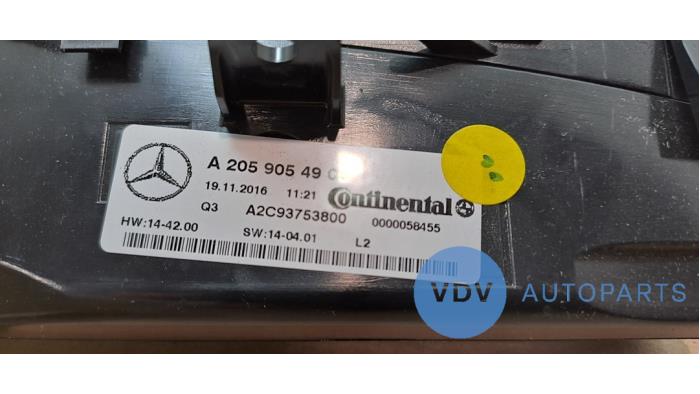 A 205 905 49
19.11.2016 11:21 Continental
Q3 A2C93753800 0000058455
HW:14-42.00 SW:14-04.01 L2
VDV AUTOPARTS